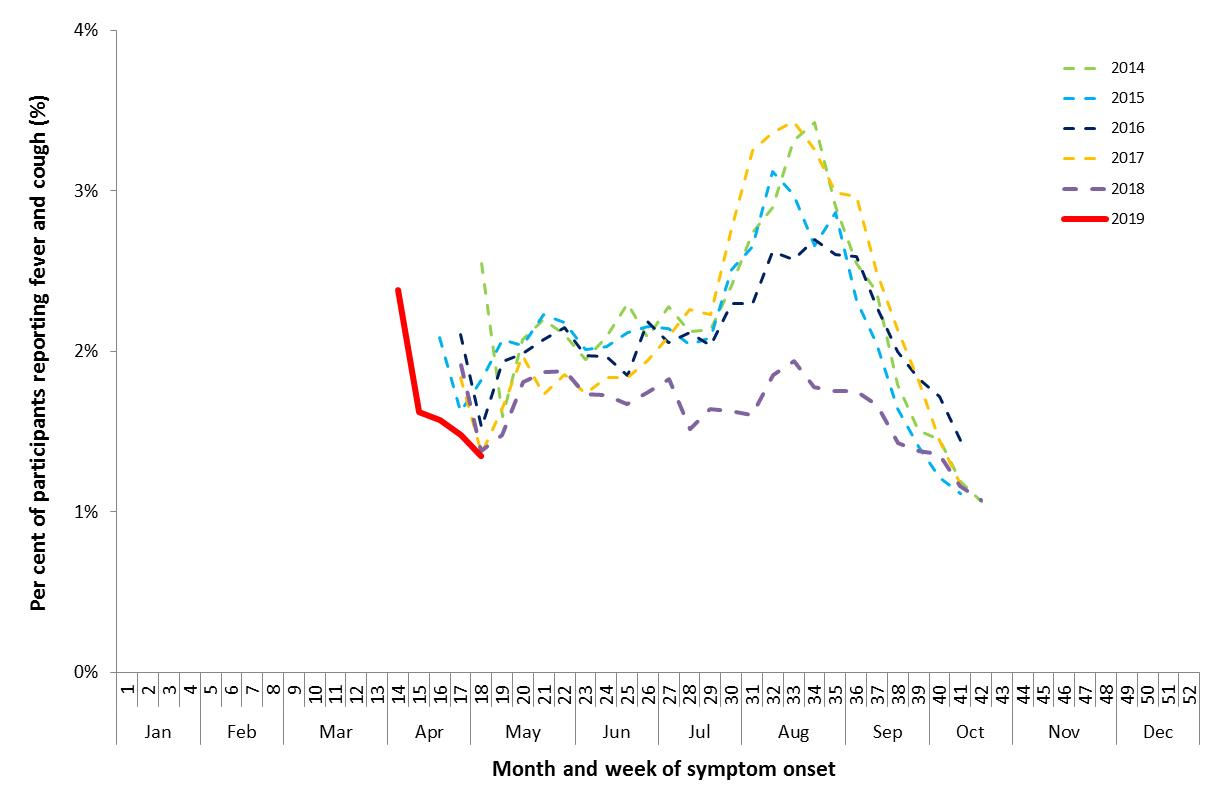 4%
3%
2%
1%
0%
Per cent of participants reporting fever and cough (%)
2014
2015
2016
2017
2018
2019
1 2 3 4 5 6 7 8 9 10 11 12 13 14 15 16 17 18 19 20 21 22 23 24 25 26 27 28 29 30 31 32 33 34 35 36 37 38 39 40 41 42 43 44 45 46 47 48 49 50 51 52
Jan Feb Mar Apr May Jun Jul Aug Sep Oct Nov Dec
Month and week of symptom onset